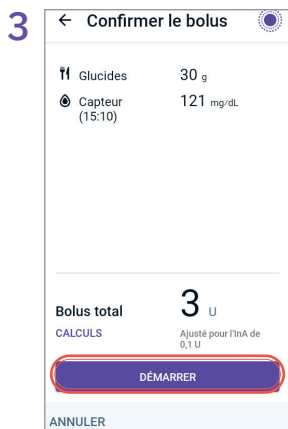 3
Confirmer le bolus
Glucides 30 g
Capteur 121 mg/dL
(15:10)
Bolus total 3 U
CALCULS Ajusté pour l'InA de
0,1 U
DÉMARRER
ANNULER